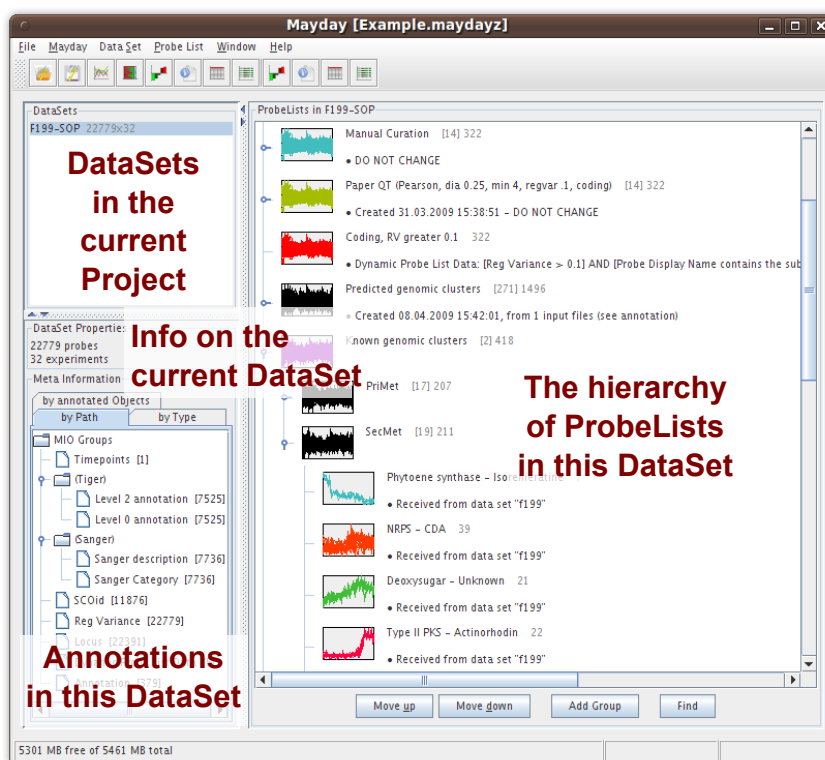 Mayday [Example.maydayz]
File Mayday Data Set Probe List Window Help
DataSets
F199-SOP 22779x32
DataSets
in the
current
Project
DataSet Properties
22779 probes
32 experiments
Info on the
current DataSet
Meta Information
by annotated Objects
by Path by Type
MIO Groups
Timepoints [1]
(Tiger)
Level 2 annotation [7525]
Level 0 annotation [7525]
(Sanger)
Sanger description [7736]
Sanger Category [7736]
SCOid [11876]
Reg Variance [22779]
Locus [22391]
Annotation [379]
Annotations
in this DataSet
ProbeLists in F199-SOP
Manual Curation [14] 322
• DO NOT CHANGE
Paper QT (Pearson, dia 0.25, min 4, regvar .1, coding) [14] 322
• Created 31.03.2009 15:38:51 - DO NOT CHANGE
Coding, RV greater 0.1 322
• Dynamic Probe List Data: [Reg Variance > 0.1] AND [Probe Display Name contains the sub
Predicted genomic clusters [271] 1496
• Created 08.04.2009 15:42:01, from 1 input files (see annotation)
Known genomic clusters [2] 418
PriMet [17] 207
SecMet [19] 211
The hierarchy
of ProbeLists
in this DataSet
Phytoene synthase - Isorenieratine
• Received from data set "f199"
NRPS - CDA 39
• Received from data set "f199"
Deoxysugar - Unknown 21
• Received from data set "f199"
Type II PKS - Actinorhodin 22
• Received from data set "f199"
Move up Move down Add Group Find
5301 MB free of 5461 MB total